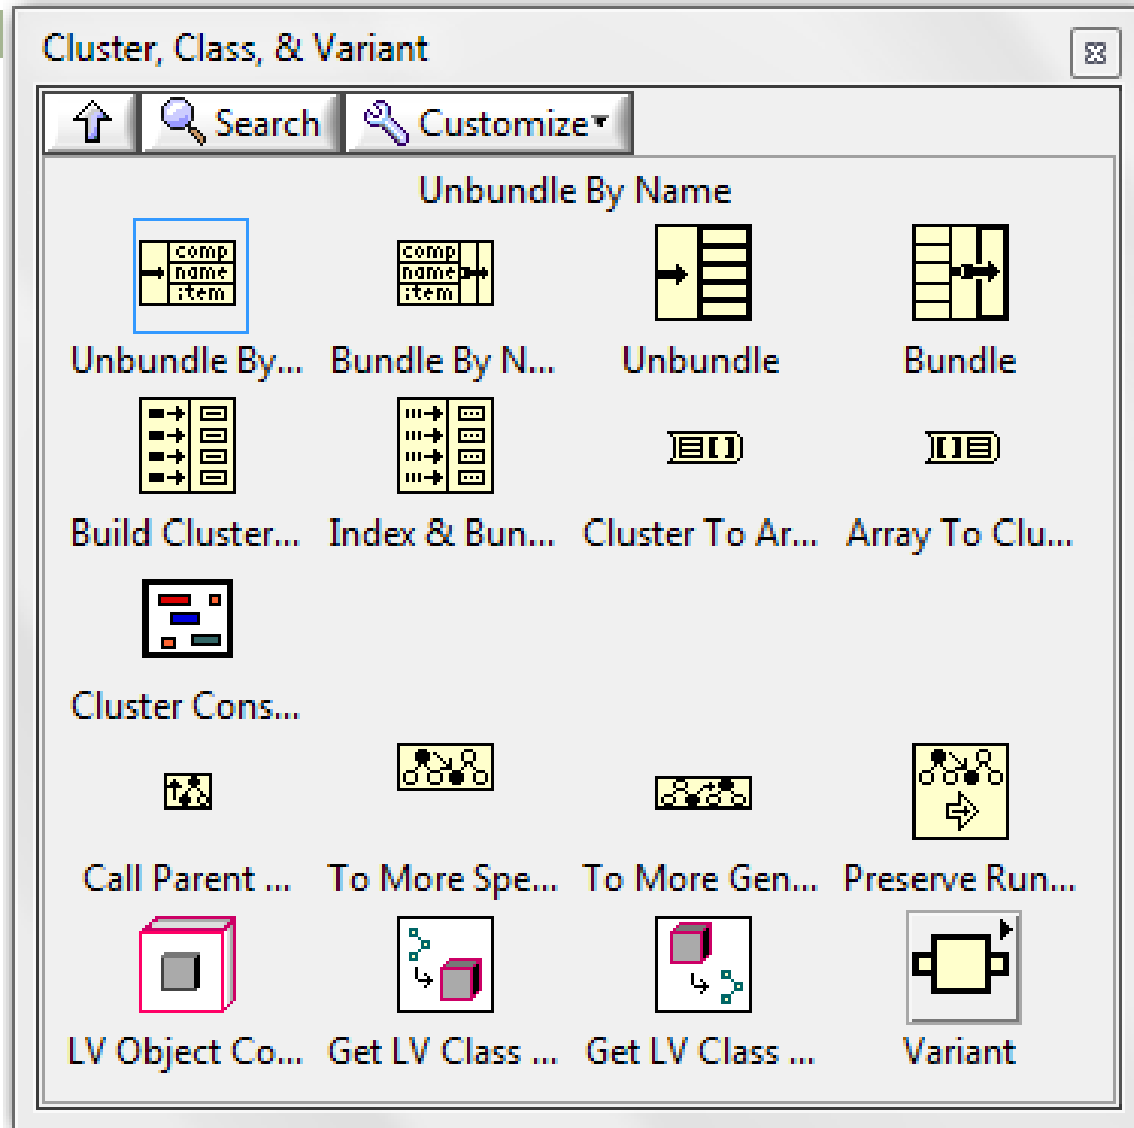 Cluster, Class, & Variant
Search Customize
Unbundle By Name
comp comp
name name
item item
Unbundle By... Bundle By N... Unbundle Bundle
Build Cluster... Index & Bun... Cluster To Ar... Array To Clu...
Cluster Cons...
Call Parent ... To More Spe... To More Gen... Preserve Run...
LV Object Co... Get LV Class ... Get LV Class ... Variant